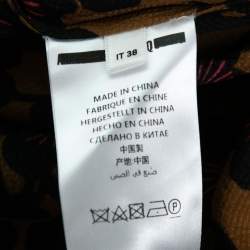 IT 38
MADE IN CHINA
FABRIQUE EN CHINE
HERGESTELLT IN CHINA
HECHO EN CHINA
СДЕЛАНО В КИТАЕ
中国製
产地:中国
صنع في الصين
P